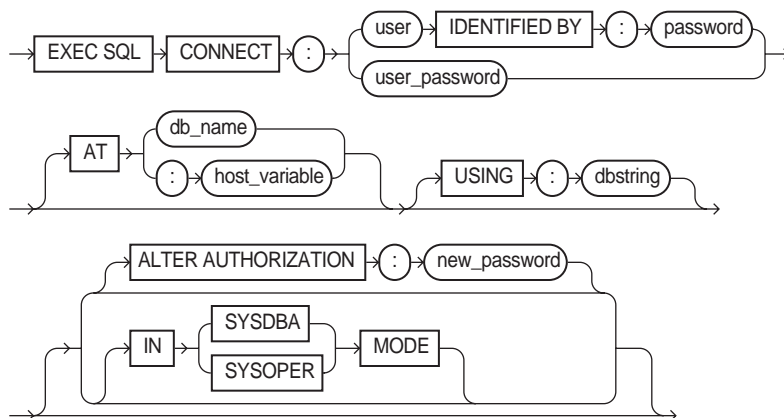 EXEC SQL CONNECT : user IDENTIFIED BY : password
user_password
AT db_name
: host_variable
USING : dbstring
ALTER AUTHORIZATION : new_password
IN SYSDBA MODE
SYSOPER